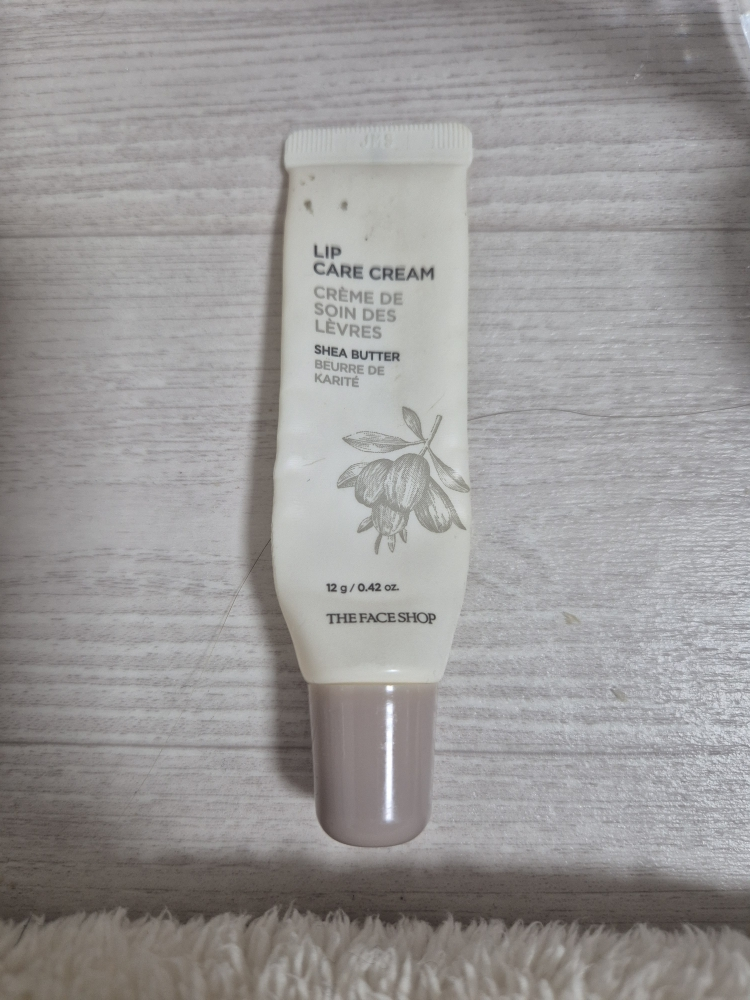 LIP
CARE CREAM
CRÈME DE
SOIN DES
LÈVRES
SHEA BUTTER
BEURRE DE
KARITÉ
12 g / 0.42 oz.
THE FACE SHOP